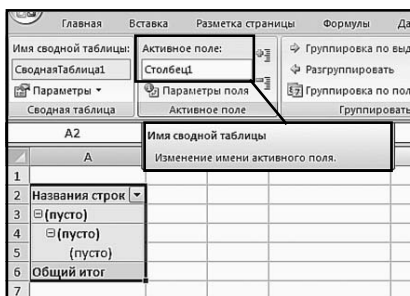 Главная Вставка Разметка страницы Формулы Да
Имя сводной таблицы: Активное поле:
СводнаяТаблица1 Столбец1 Группировка по выд
Разгруппировать
Параметры Параметры поля Группировка по пол
Сводная таблица Активное поле Группиров
A2
Имя сводной таблицы
Изменение имени активного поля.
A
1
2 Названия строк
3 (пусто)
4 (пусто)
5 (пусто)
6 Общий итог
7